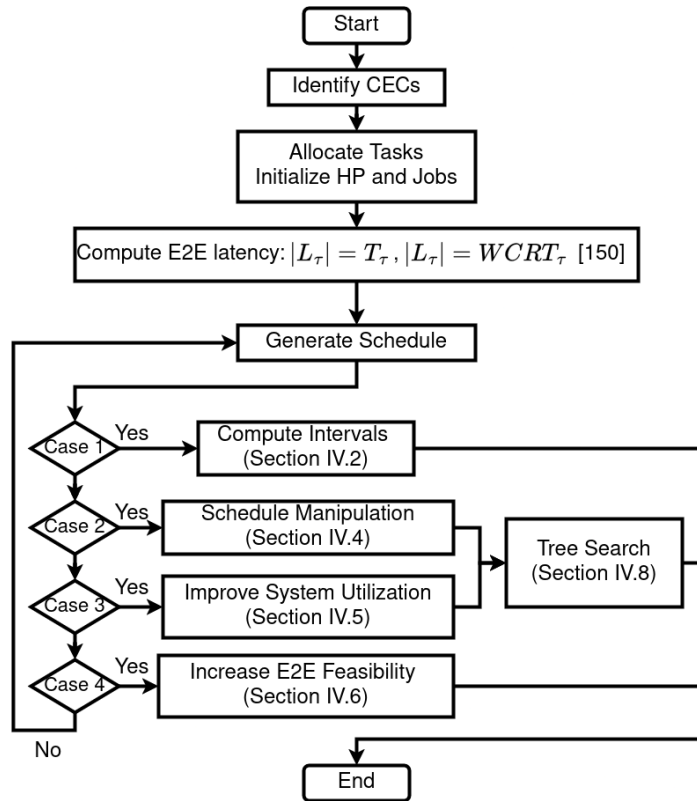 Start
Identify CECs
Allocate Tasks
Initialize HP and Jobs
Compute E2E latency: |L_τ| = T_τ, |L_τ| = WCRT_τ [150]
Generate Schedule
Case 1
Yes
Compute Intervals
(Section IV.2)
Case 2
Yes
Schedule Manipulation
(Section IV.4)
Tree Search
(Section IV.8)
Case 3
Yes
Improve System Utilization
(Section IV.5)
Case 4
Yes
Increase E2E Feasibility
(Section IV.6)
No
End